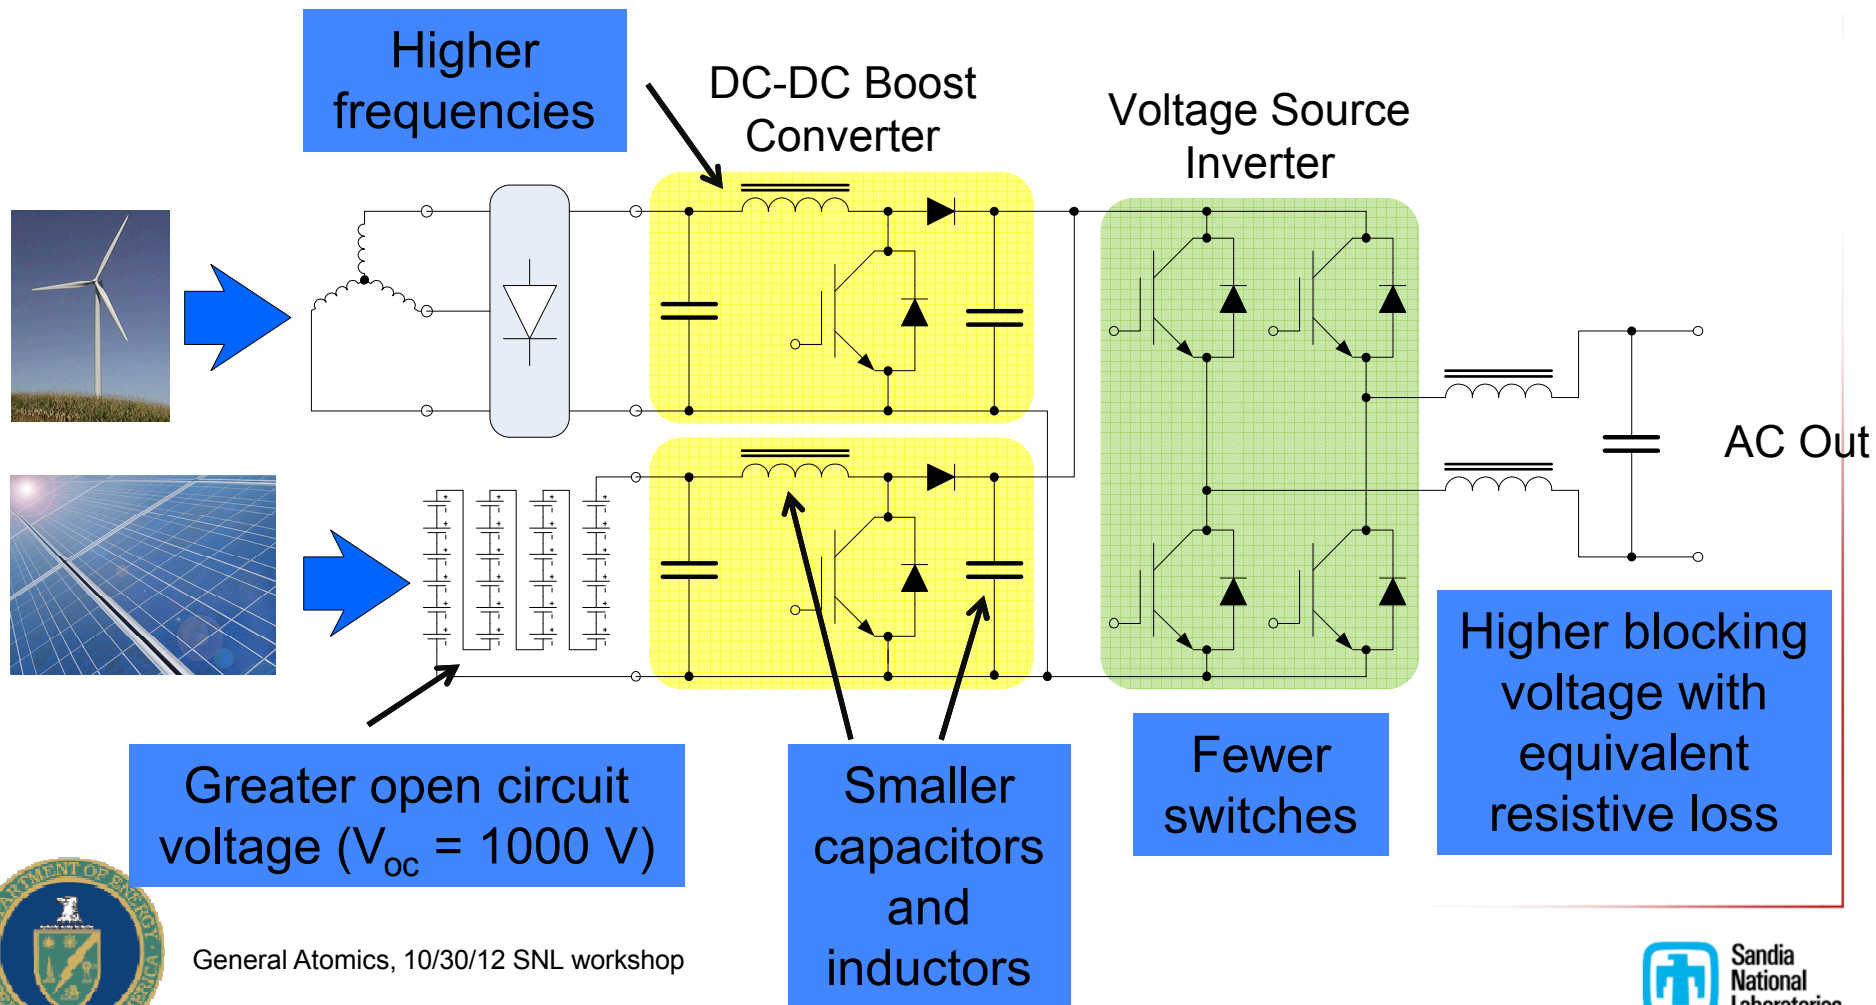 Higher
frequencies
DC-DC Boost
Converter
Voltage Source
Inverter
AC Out
Greater open circuit
voltage (Voc = 1000 V)
Smaller
capacitors
and
inductors
Fewer
switches
Higher blocking
voltage with
equivalent
resistive loss
General Atomics, 10/30/12 SNL workshop
Sandia
National
Laboratories